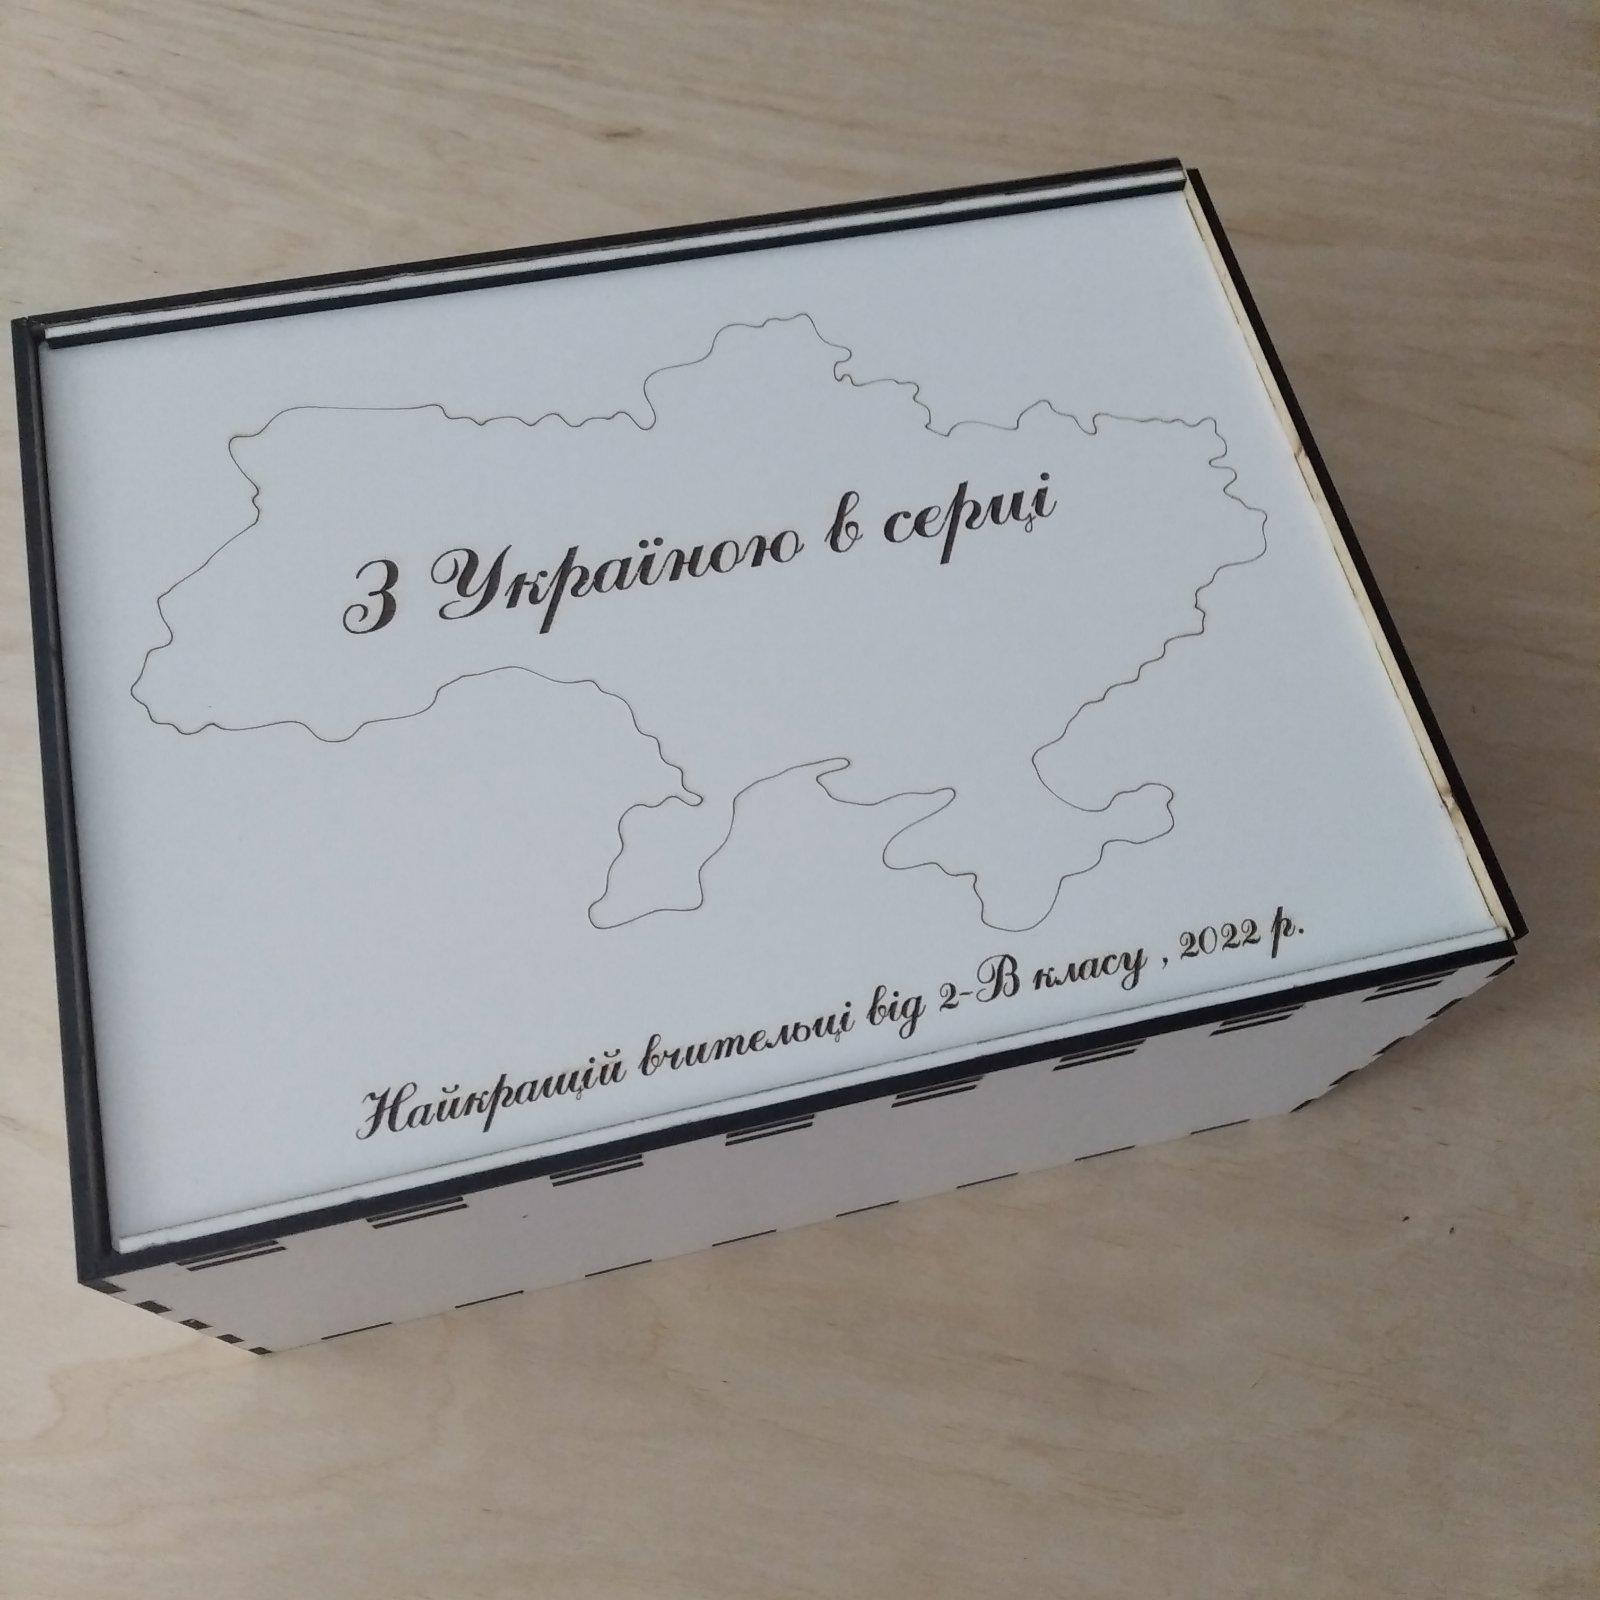 З Україною в серці
Найкращій вчительці від 2-В класу , 2022 р.